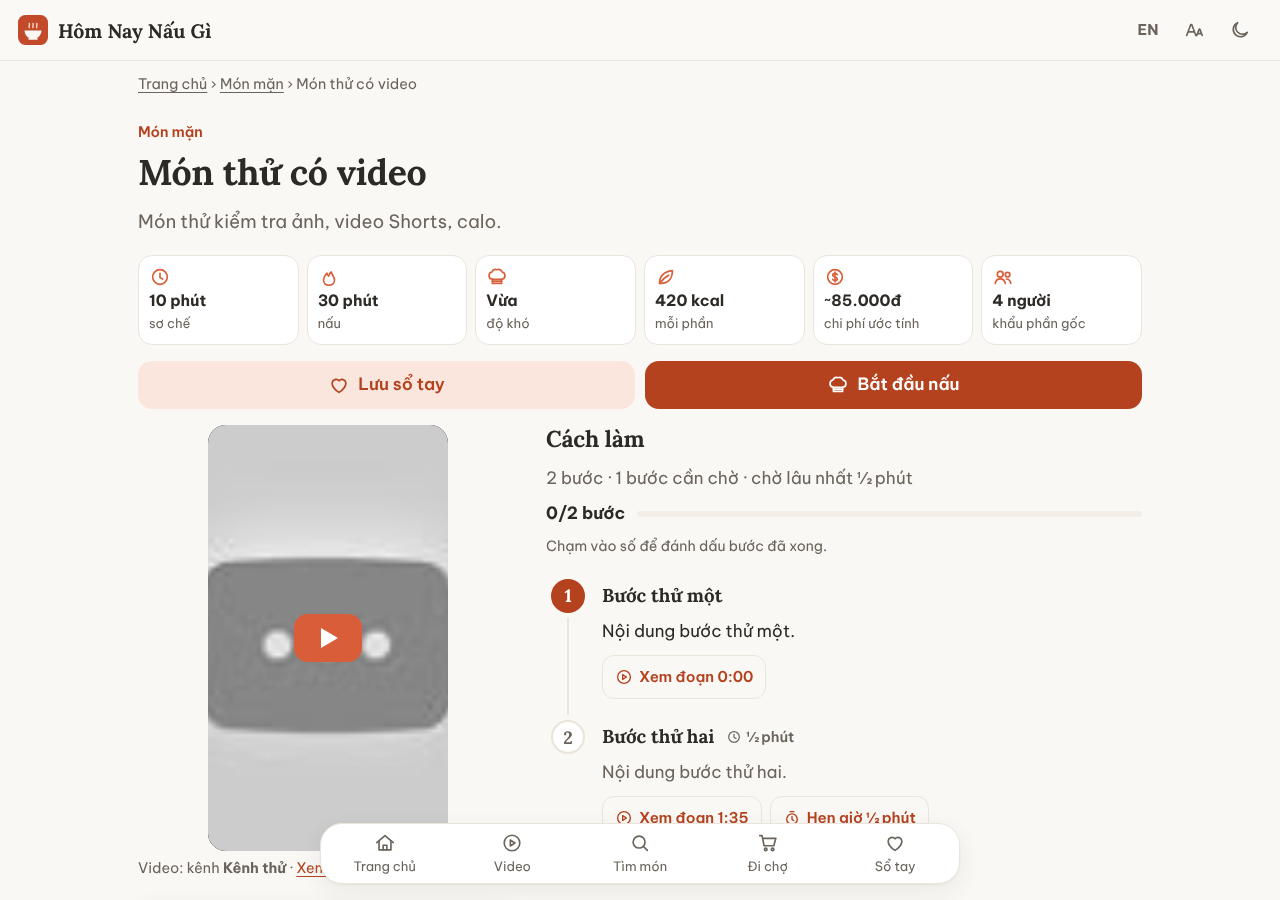 Hôm Nay Nấu Gì
EN
Trang chủ › Món mặn › Món thử có video
Món mặn
Món thử có video
Món thử kiểm tra ảnh, video Shorts, calo.
10 phút
sơ chế
30 phút
nấu
Vừa
độ khó
420 kcal
mỗi phần
~85.000đ
chi phí ước tính
4 người
khẩu phần gốc
Lưu sổ tay
Bắt đầu nấu
Cách làm
2 bước · 1 bước cần chờ · chờ lâu nhất ½ phút
0/2 bước
Chạm vào số để đánh dấu bước đã xong.
1
Bước thử một
Nội dung bước thử một.
Xem đoạn 0:00
2
Bước thử hai
½ phút
Nội dung bước thử hai.
Xem đoạn 1:35
Hẹn giờ ½ phút
Video: kênh Kênh thử · Xem
Trang chủ
Video
Tìm món
Đi chợ
Sổ tay